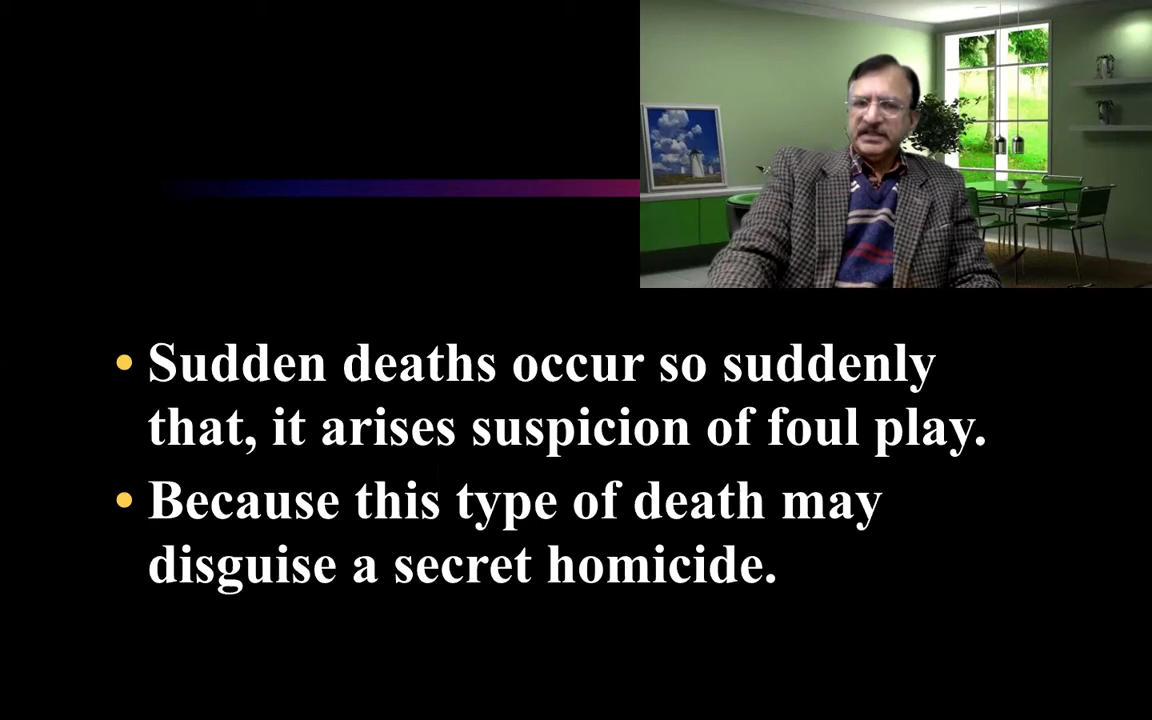 • Sudden deaths occur so suddenly
that, it arises suspicion of foul play.
• Because this type of death may
disguise a secret homicide.